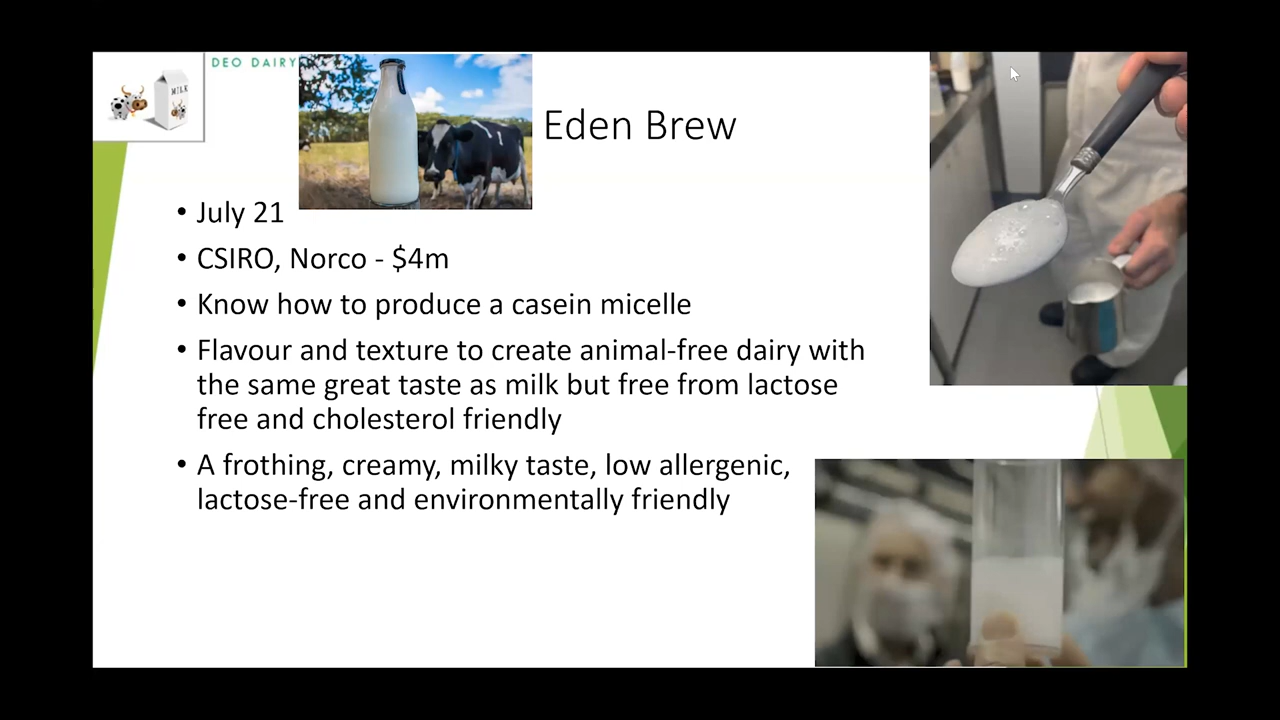 DEO DAIRY
MILK
Eden Brew
• July 21
• CSIRO, Norco - $4m
• Know how to produce a casein micelle
• Flavour and texture to create animal-free dairy with
the same great taste as milk but free from lactose
free and cholesterol friendly
• A frothing, creamy, milky taste, low allergenic,
lactose-free and environmentally friendly